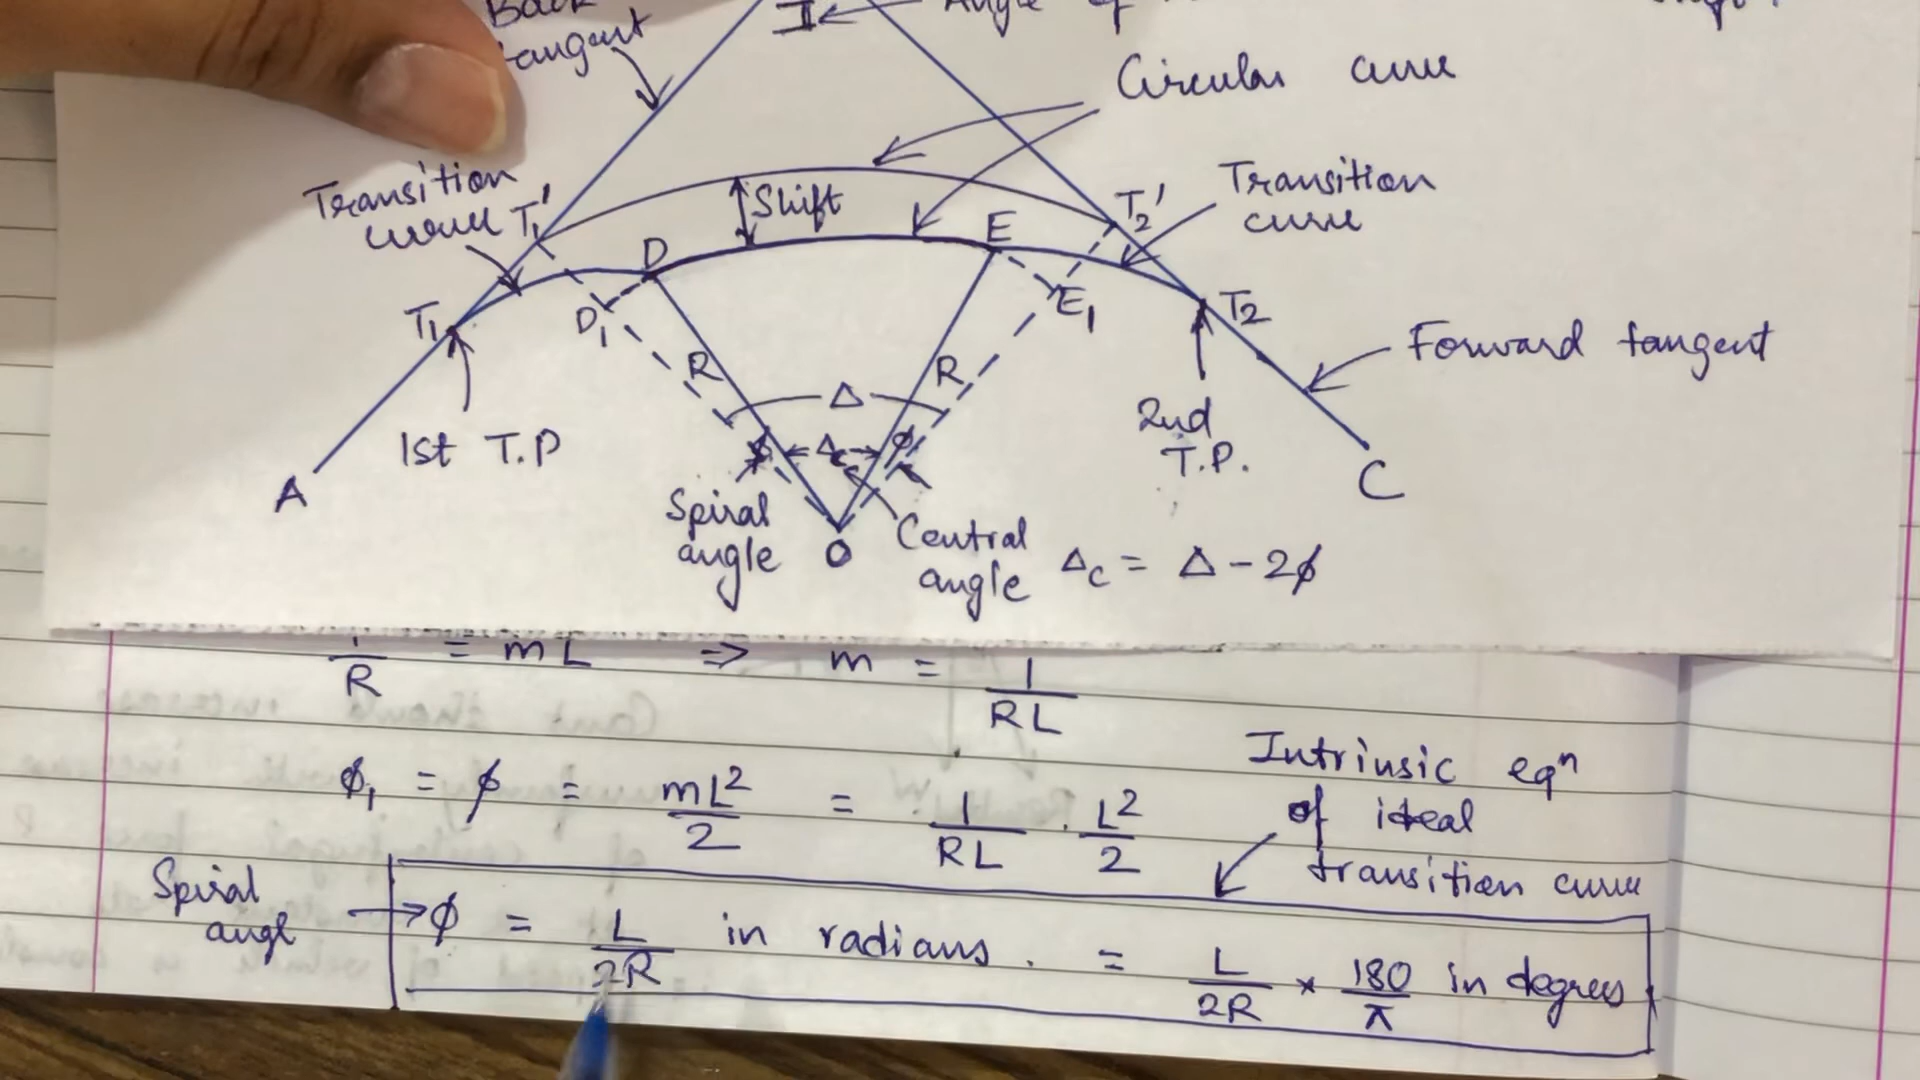 Back
tangent
I
Angle of
Circular curve
Transition
curve
T1'
Shift
T2'
Transition
curve
D
E
T1
D1
E1
T2
R
R
Forward tangent
Δ
1st T.P
2nd
T.P.
ϕ
Δc
ϕ
A
C
Spiral
angle
O
Central
angle
Δc = Δ - 2ϕ
1/R = mL ⇒ m = 1/RL
ϕ1 = ϕ = mL²/2 = 1/RL . L²/2
Intrinsic eqn
of ideal
transition curve
Spiral
angl
ϕ = L/2R in radians. = L/2R × 180/π in degrees